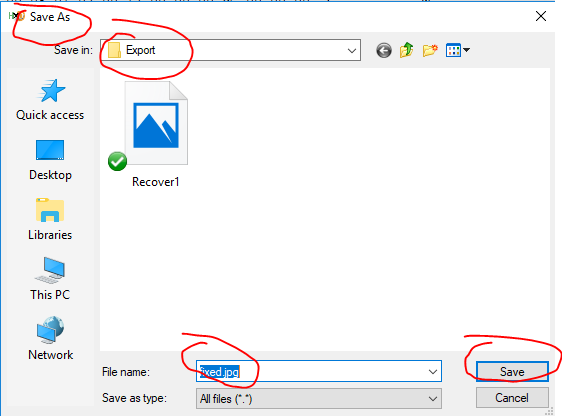 Save As
Save in:
Export
Quick access
Desktop
Libraries
This PC
Network
Recover1
File name:
fixed.jpg
Save
Save as type:
All files (*.*)
Cancel